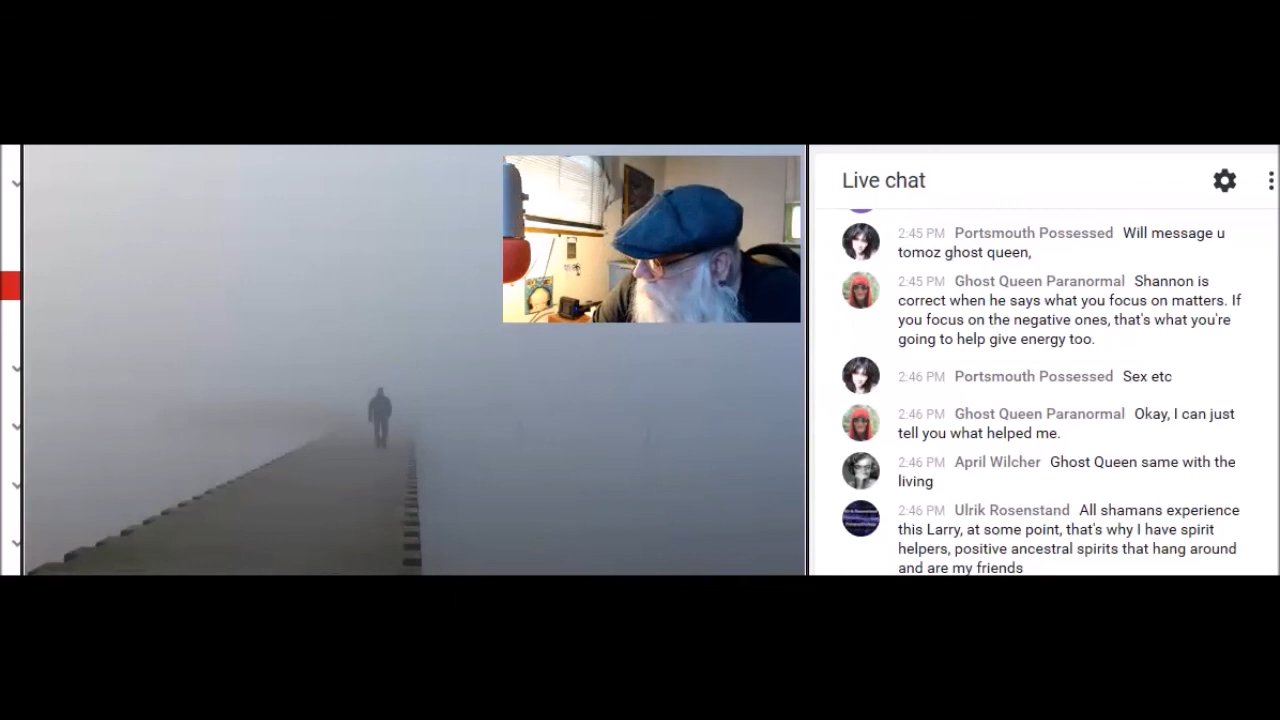 Live chat
2:45 PM Portsmouth Possessed Will message u
tomoz ghost queen,
2:45 PM Ghost Queen Paranormal Shannon is
correct when he says what you focus on matters. If
you focus on the negative ones, that's what you're
going to help give energy too.
2:46 PM Portsmouth Possessed Sex etc
2:46 PM Ghost Queen Paranormal Okay, I can just
tell you what helped me.
2:46 PM April Wilcher Ghost Queen same with the
living
2:46 PM Ulrik Rosenstand All shamans experience
this Larry, at some point, that's why I have spirit
helpers, positive ancestral spirits that hang around
and are my friends